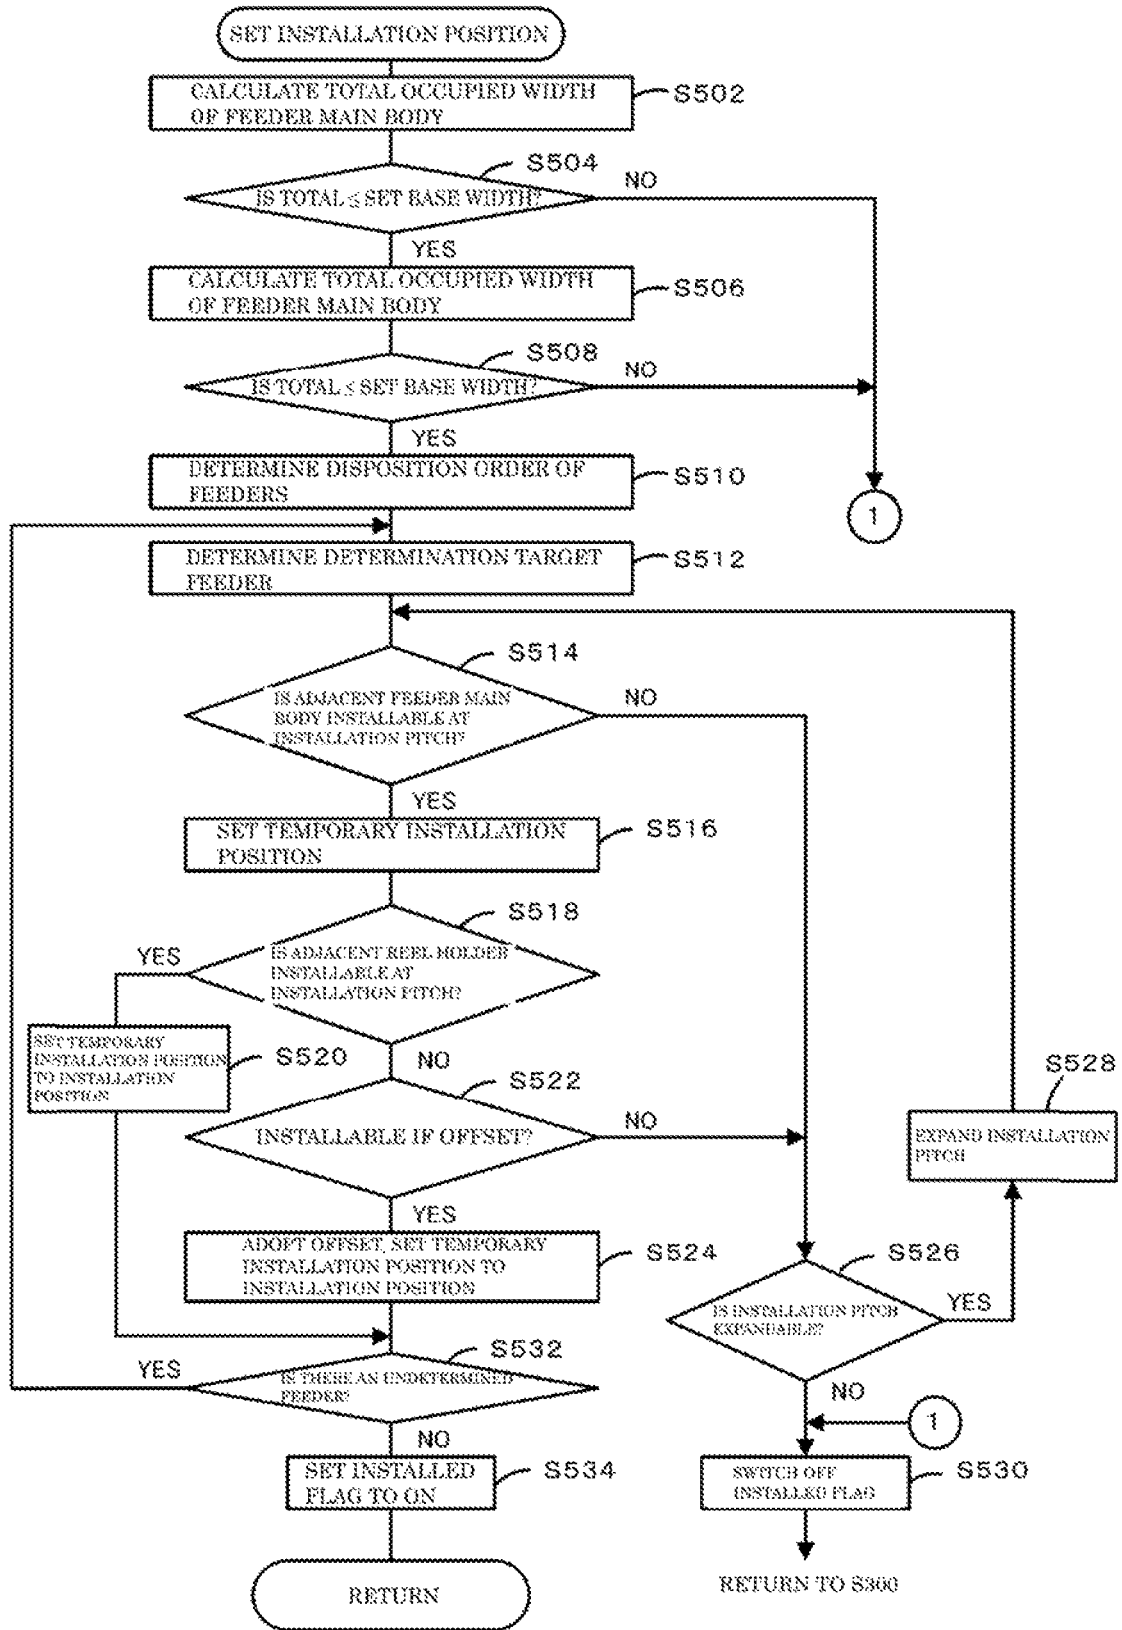 SET INSTALLATION POSITION
CALCULATE TOTAL OCCUPIED WIDTH
OF FEEDER MAIN BODY
S502
S504
IS TOTAL ≤ SET BASE WIDTH?
NO
YES
CALCULATE TOTAL OCCUPIED WIDTH
OF FEEDER MAIN BODY
S506
S508
IS TOTAL ≤ SET BASE WIDTH?
NO
YES
DETERMINE DISPOSITION ORDER OF
FEEDERS
S510
1
DETERMINE DETERMINATION TARGET
FEEDER
S512
S514
IS ADJACENT FEEDER MAIN
BODY INSTALLABLE AT
INSTALLATION PITCH?
NO
YES
SET TEMPORARY INSTALLATION
POSITION
S516
S518
IS ADJACENT REEL HOLDER
INSTALLABLE AT
INSTALLATION PITCH?
YES
NO
SET TEMPORARY
INSTALLATION POSITION
TO INSTALLATION
POSITION
S520
S522
INSTALLABLE IF OFFSET?
NO
YES
S528
EXPAND INSTALLATION
PITCH
ADOPT OFFSET, SET TEMPORARY
INSTALLATION POSITION TO
INSTALLATION POSITION
S524
S526
IS INSTALLATION PITCH
EXPANDABLE?
YES
NO
S532
IS THERE AN UNDETERMINED
FEEDER?
YES
NO
1
SET INSTALLED
FLAG TO ON
S534
SWITCH OFF
INSTALLED FLAG
S530
RETURN
RETURN TO S300